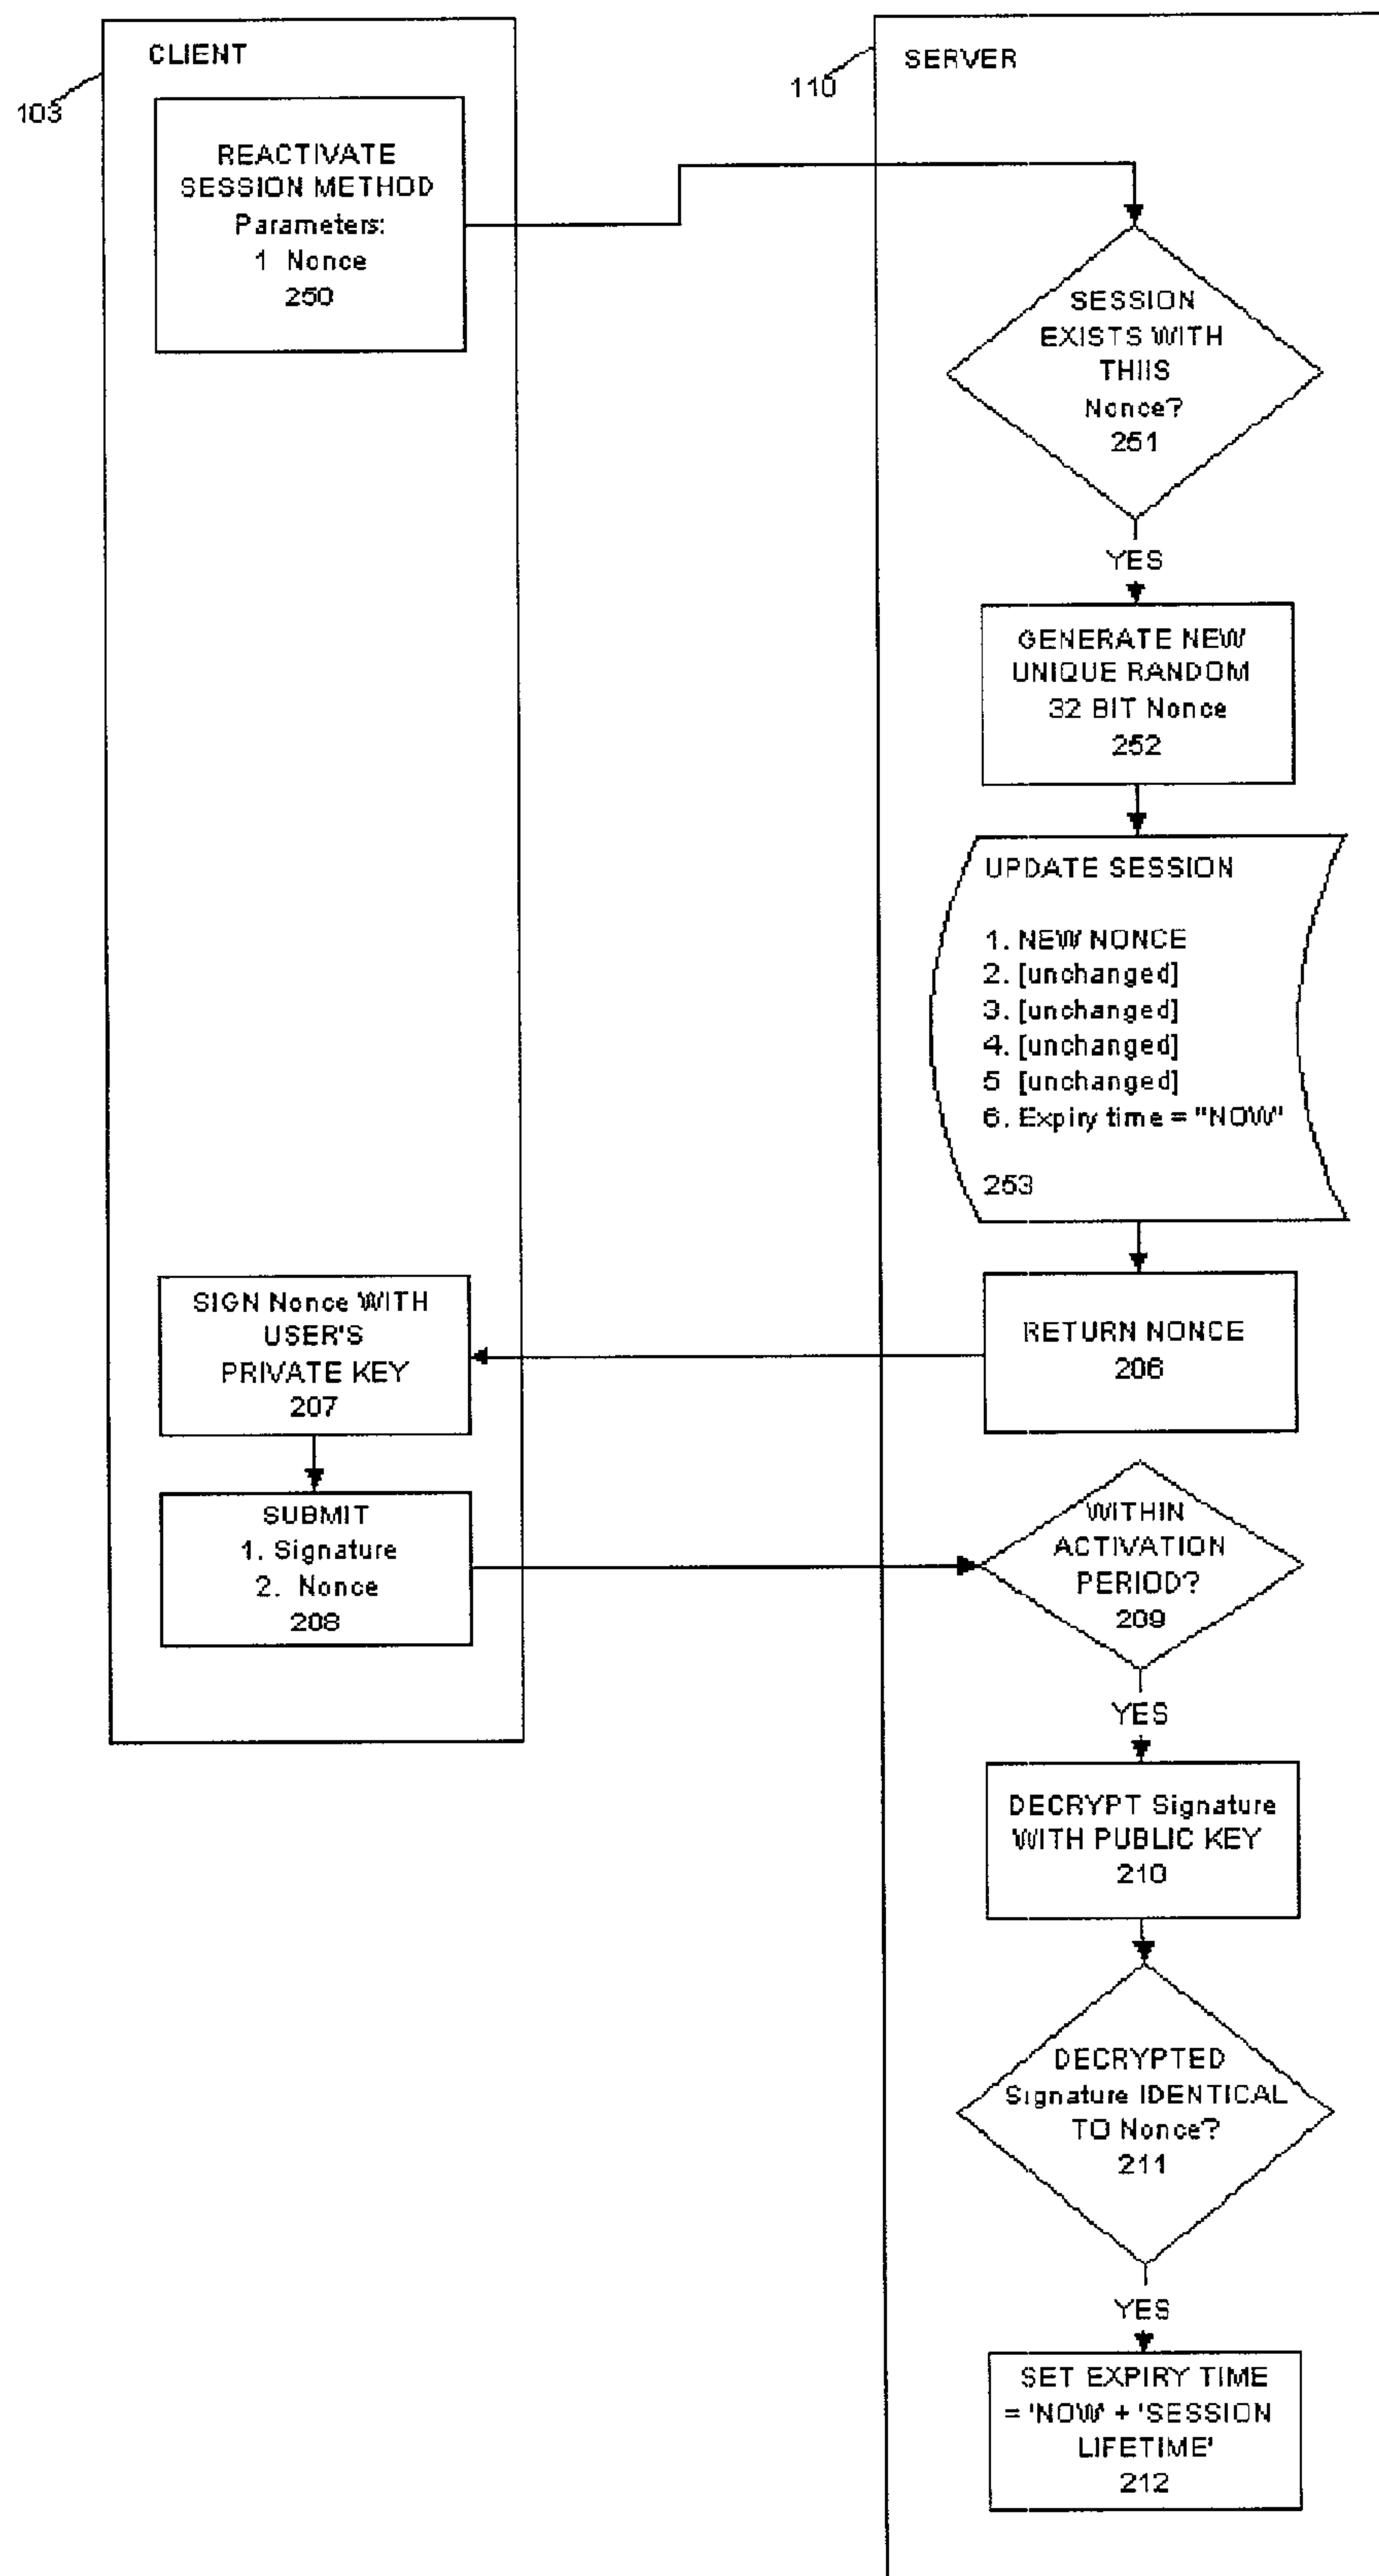 CLIENT
103
REACTIVATE
SESSION METHOD
Parameters:
1 Nonce
250
110
SERVER
SESSION
EXISTS WITH
THIIS
Nonce?
251
YES
GENERATE NEW
UNIQUE RANDOM
32 BIT Nonce
252
UPDATE SESSION
1. NEW NONCE
2. [unchanged]
3. [unchanged]
4. [unchanged]
5 [unchanged]
6. Expiry time = "NOW"
253
RETURN NONCE
206
SIGN Nonce WITH
USER'S
PRIVATE KEY
207
SUBMIT
1. Signature
2. Nonce
208
WITHIN
ACTIVATION
PERIOD?
209
YES
DECRYPT Signature
WITH PUBLIC KEY
210
DECRYPTED
Signature IDENTICAL
TO Nonce?
211
YES
SET EXPIRY TIME
= 'NOW' + 'SESSION
LIFETIME'
212